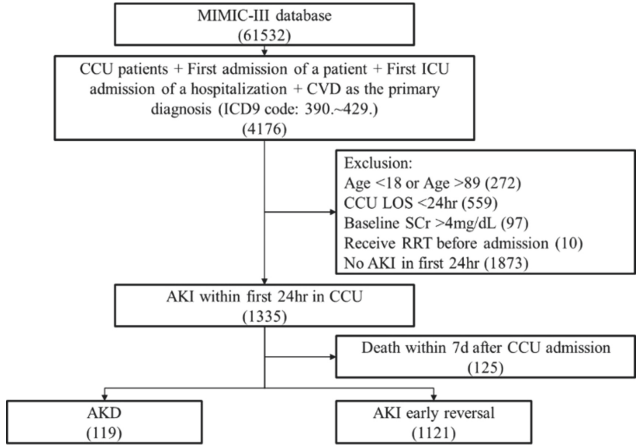 MIMIC-III database
(61532)
CCU patients + First admission of a patient + First ICU
admission of a hospitalization + CVD as the primary
diagnosis (ICD9 code: 390.~429.)
(4176)
Exclusion:
Age <18 or Age >89 (272)
CCU LOS <24hr (559)
Baseline SCr >4mg/dL (97)
Receive RRT before admission (10)
No AKI in first 24hr (1873)
AKI within first 24hr in CCU
(1335)
Death within 7d after CCU admission
(125)
AKD
(119)
AKI early reversal
(1121)